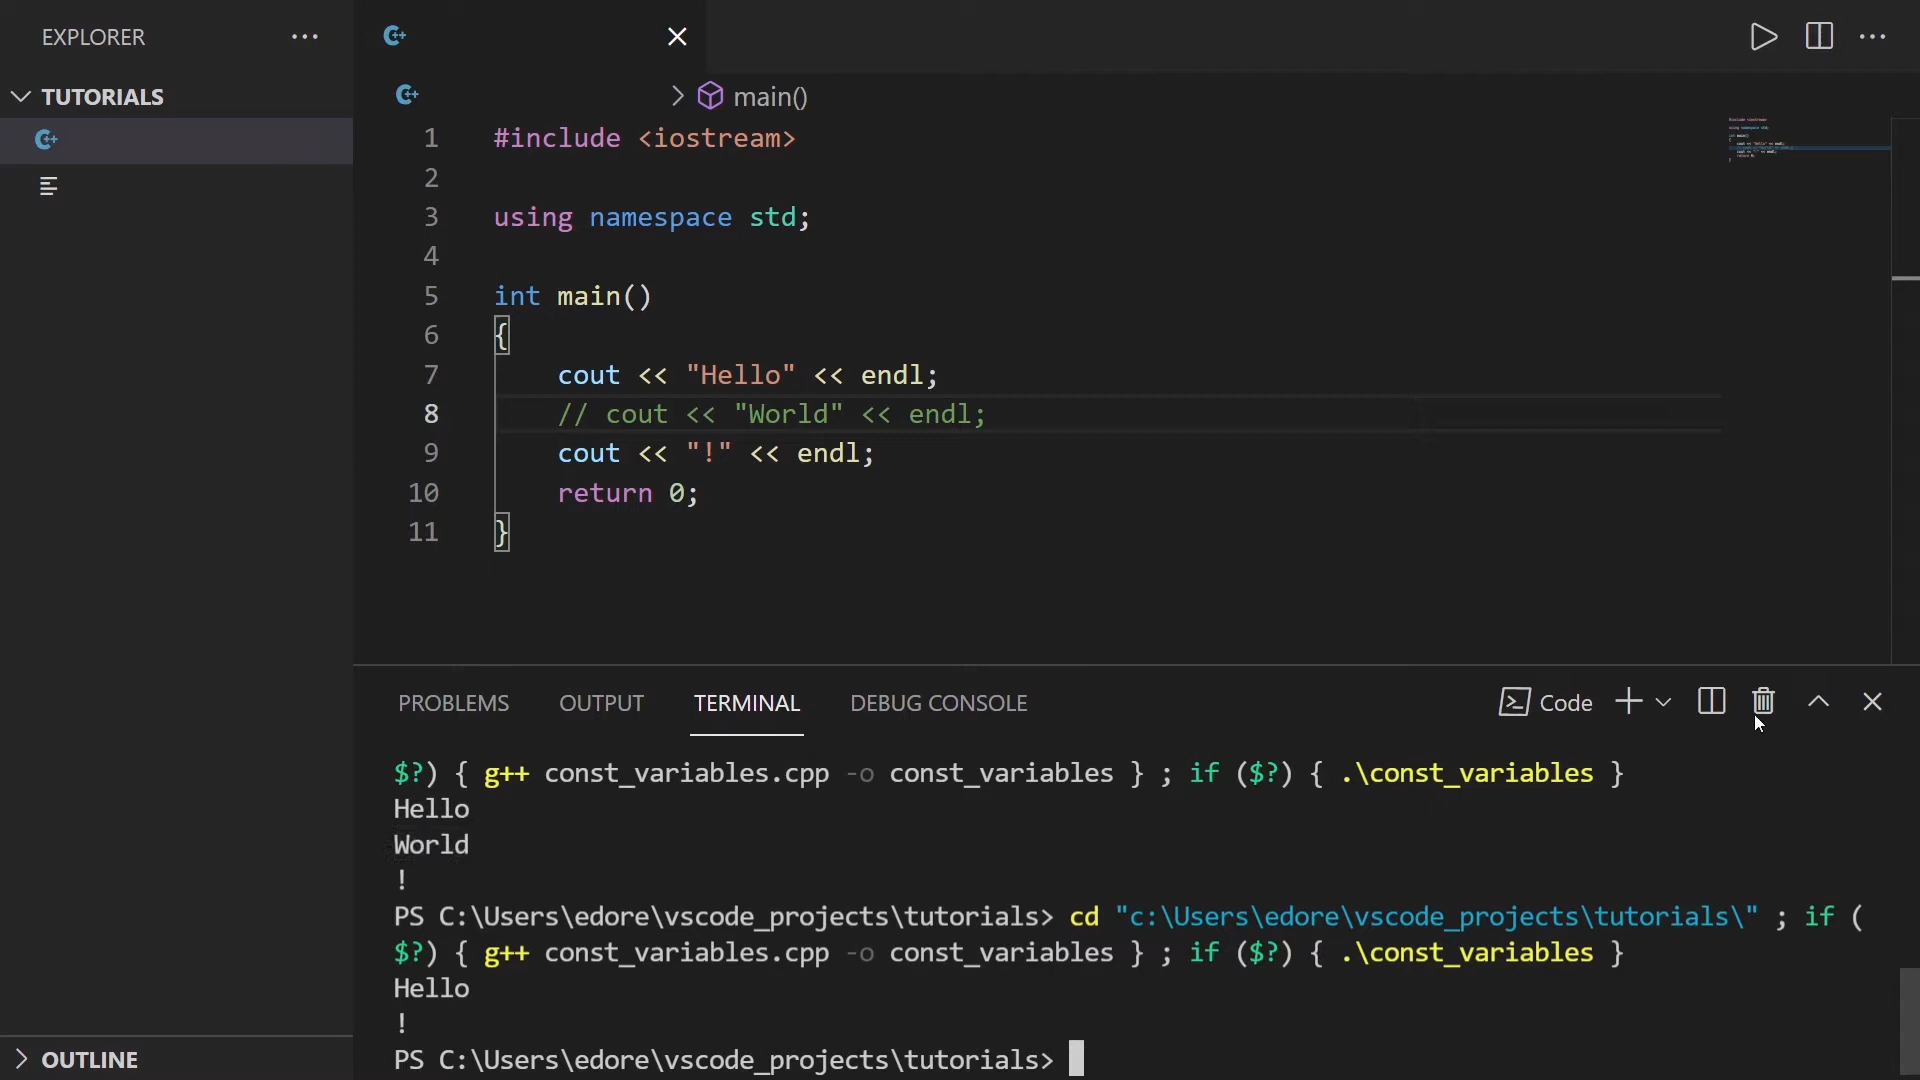 EXPLORER
TUTORIALS
main()
1 #include <iostream>
2
3 using namespace std;
4
5 int main()
6 {
7 cout << "Hello" << endl;
8 // cout << "World" << endl;
9 cout << "!" << endl;
10 return 0;
11 }
PROBLEMS OUTPUT TERMINAL DEBUG CONSOLE Code
$?) { g++ const_variables.cpp -o const_variables } ; if ($?) { .\const_variables }
Hello
World
!
PS C:\Users\edore\vscode_projects\tutorials> cd "c:\Users\edore\vscode_projects\tutorials\" ; if (
$?) { g++ const_variables.cpp -o const_variables } ; if ($?) { .\const_variables }
Hello
!
PS C:\Users\edore\vscode_projects\tutorials>
OUTLINE